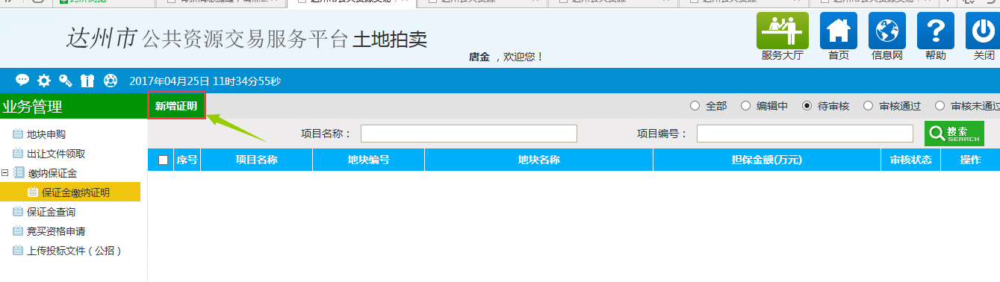 达州市公共资源交易服务平台土地拍卖
唐金 ，欢迎您！
服务大厅 首页 信息网 帮助 关闭
2017年04月25日 11时34分55秒
业务管理
新增证明
全部 编辑中 待审核 审核通过 审核未通过
项目名称： 项目编号： 搜索 SEARCH
序号 项目名称 地块编号 地块名称 担保金额(万元) 审核状态 操作
地块申购
出让文件领取
缴纳保证金
保证金缴纳证明
保证金查询
竞买资格申请
上传投标文件（公招）